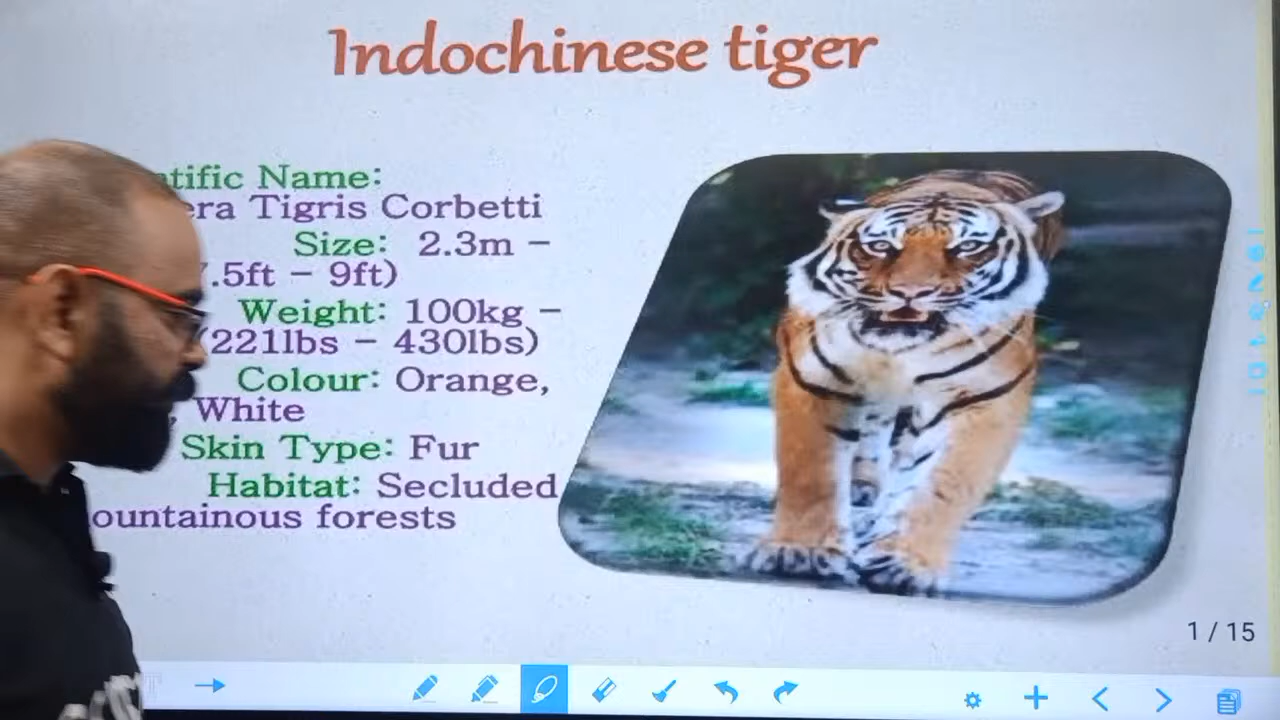 Indochinese tiger
tific Name:
era Tigris Corbetti
Size: 2.3m –
.5ft – 9ft)
Weight: 100kg –
(221lbs – 430lbs)
Colour: Orange,
, White
Skin Type: Fur
Habitat: Secluded
ountainous forests
1 / 15